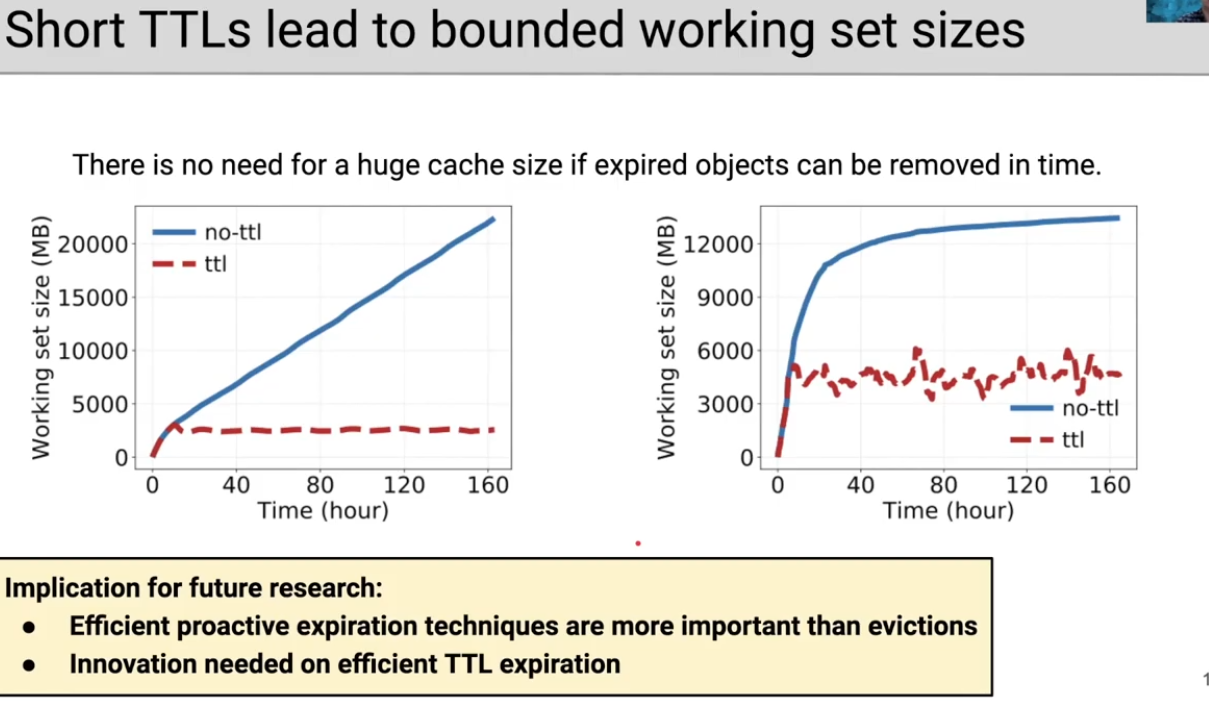 Short TTLs lead to bounded working set sizes
There is no need for a huge cache size if expired objects can be removed in time.
Working set size (MB)
20000
15000
10000
5000
0
no-ttl
ttl
0 40 80 120 160
Time (hour)
Working set size (MB)
12000
9000
6000
3000
0
no-ttl
ttl
0 40 80 120 160
Time (hour)
Implication for future research:
● Efficient proactive expiration techniques are more important than evictions
● Innovation needed on efficient TTL expiration
1